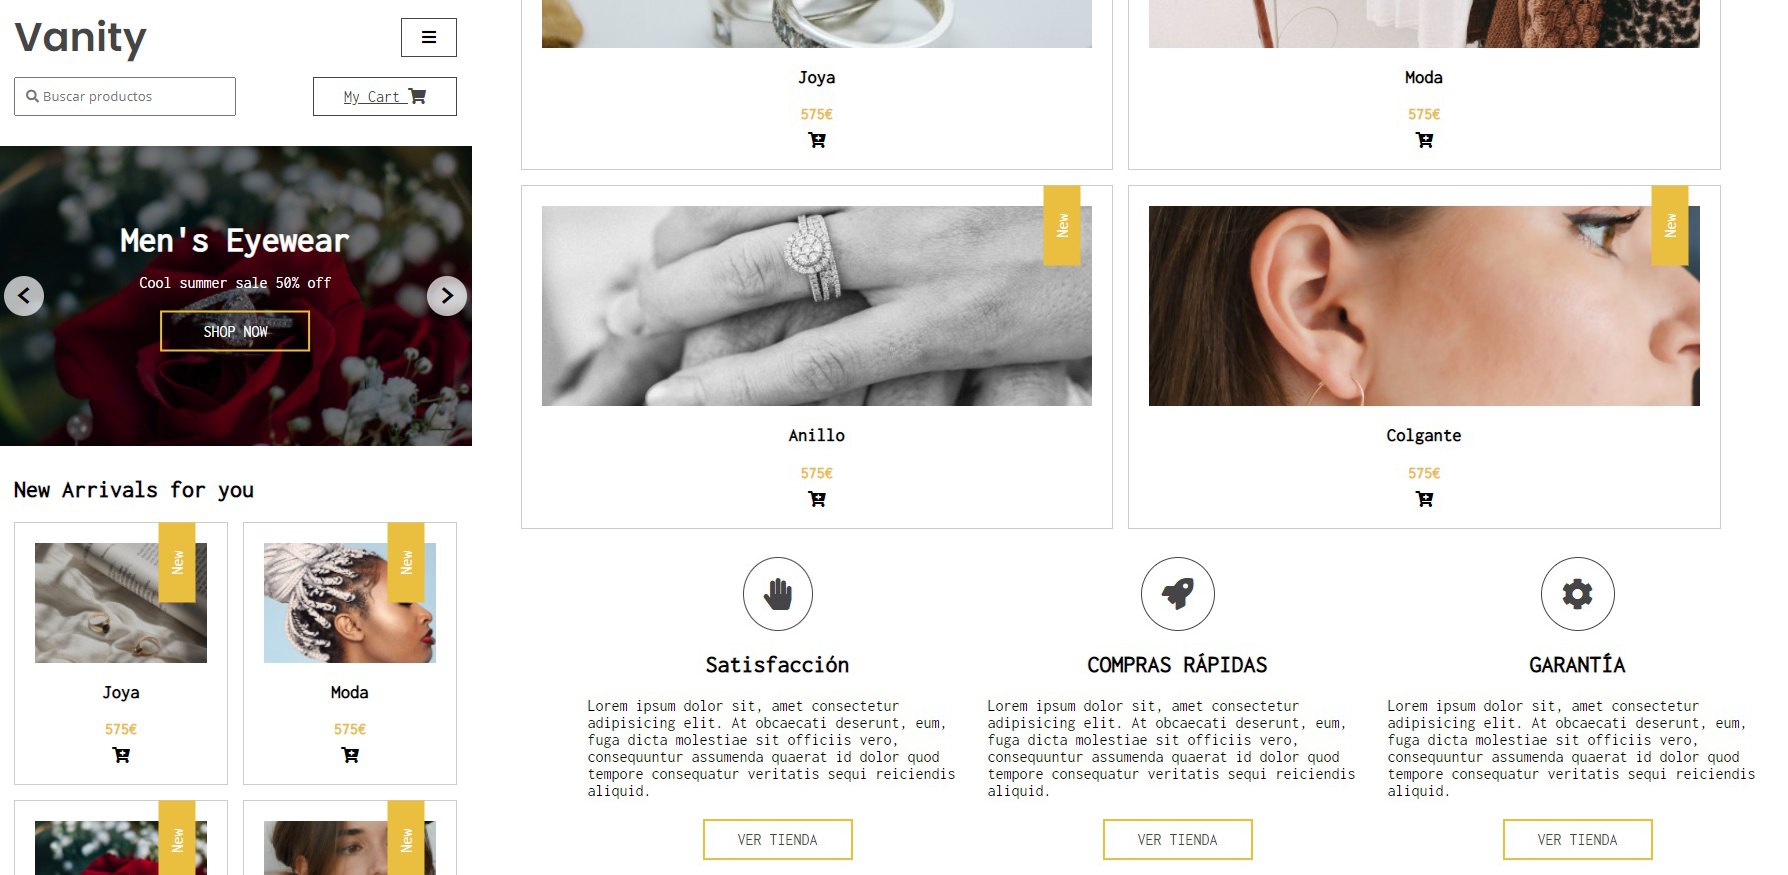 Vanity
Buscar productos
My Cart
Men's Eyewear
Cool summer sale 50% off
SHOP NOW
New Arrivals for you
New
New
Joya
575€
Moda
575€
New
New
Joya
575€
Moda
575€
New
New
Anillo
575€
Colgante
575€
Satisfacción
Lorem ipsum dolor sit, amet consectetur
adipisicing elit. At obcaecati deserunt, eum,
fuga dicta molestiae sit officiis vero,
consequuntur assumenda quaerat id dolor quod
tempore consequatur veritatis sequi reiciendis
aliquid.
VER TIENDA
COMPRAS RÁPIDAS
Lorem ipsum dolor sit, amet consectetur
adipisicing elit. At obcaecati deserunt, eum,
fuga dicta molestiae sit officiis vero,
consequuntur assumenda quaerat id dolor quod
tempore consequatur veritatis sequi reiciendis
aliquid.
VER TIENDA
GARANTÍA
Lorem ipsum dolor sit, amet consectetur
adipisicing elit. At obcaecati deserunt, eum,
fuga dicta molestiae sit officiis vero,
consequuntur assumenda quaerat id dolor quod
tempore consequatur veritatis sequi reiciendis
aliquid.
VER TIENDA